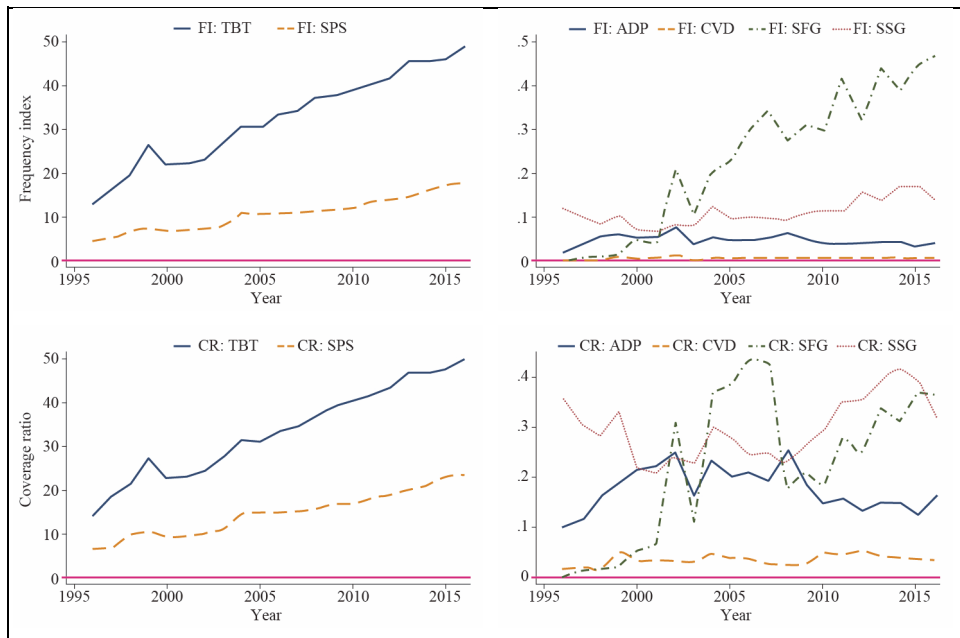 FI: TBT FI: SPS
50
40
30
20
10
0
Frequency index
1995 2000 2005 2010 2015
Year
FI: ADP FI: CVD FI: SFG FI: SSG
.5
.4
.3
.2
.1
0
1995 2000 2005 2010 2015
Year
CR: TBT CR: SPS
50
40
30
20
10
0
Coverage ratio
1995 2000 2005 2010 2015
Year
CR: ADP CR: CVD CR: SFG CR: SSG
.4
.3
.2
.1
0
1995 2000 2005 2010 2015
Year